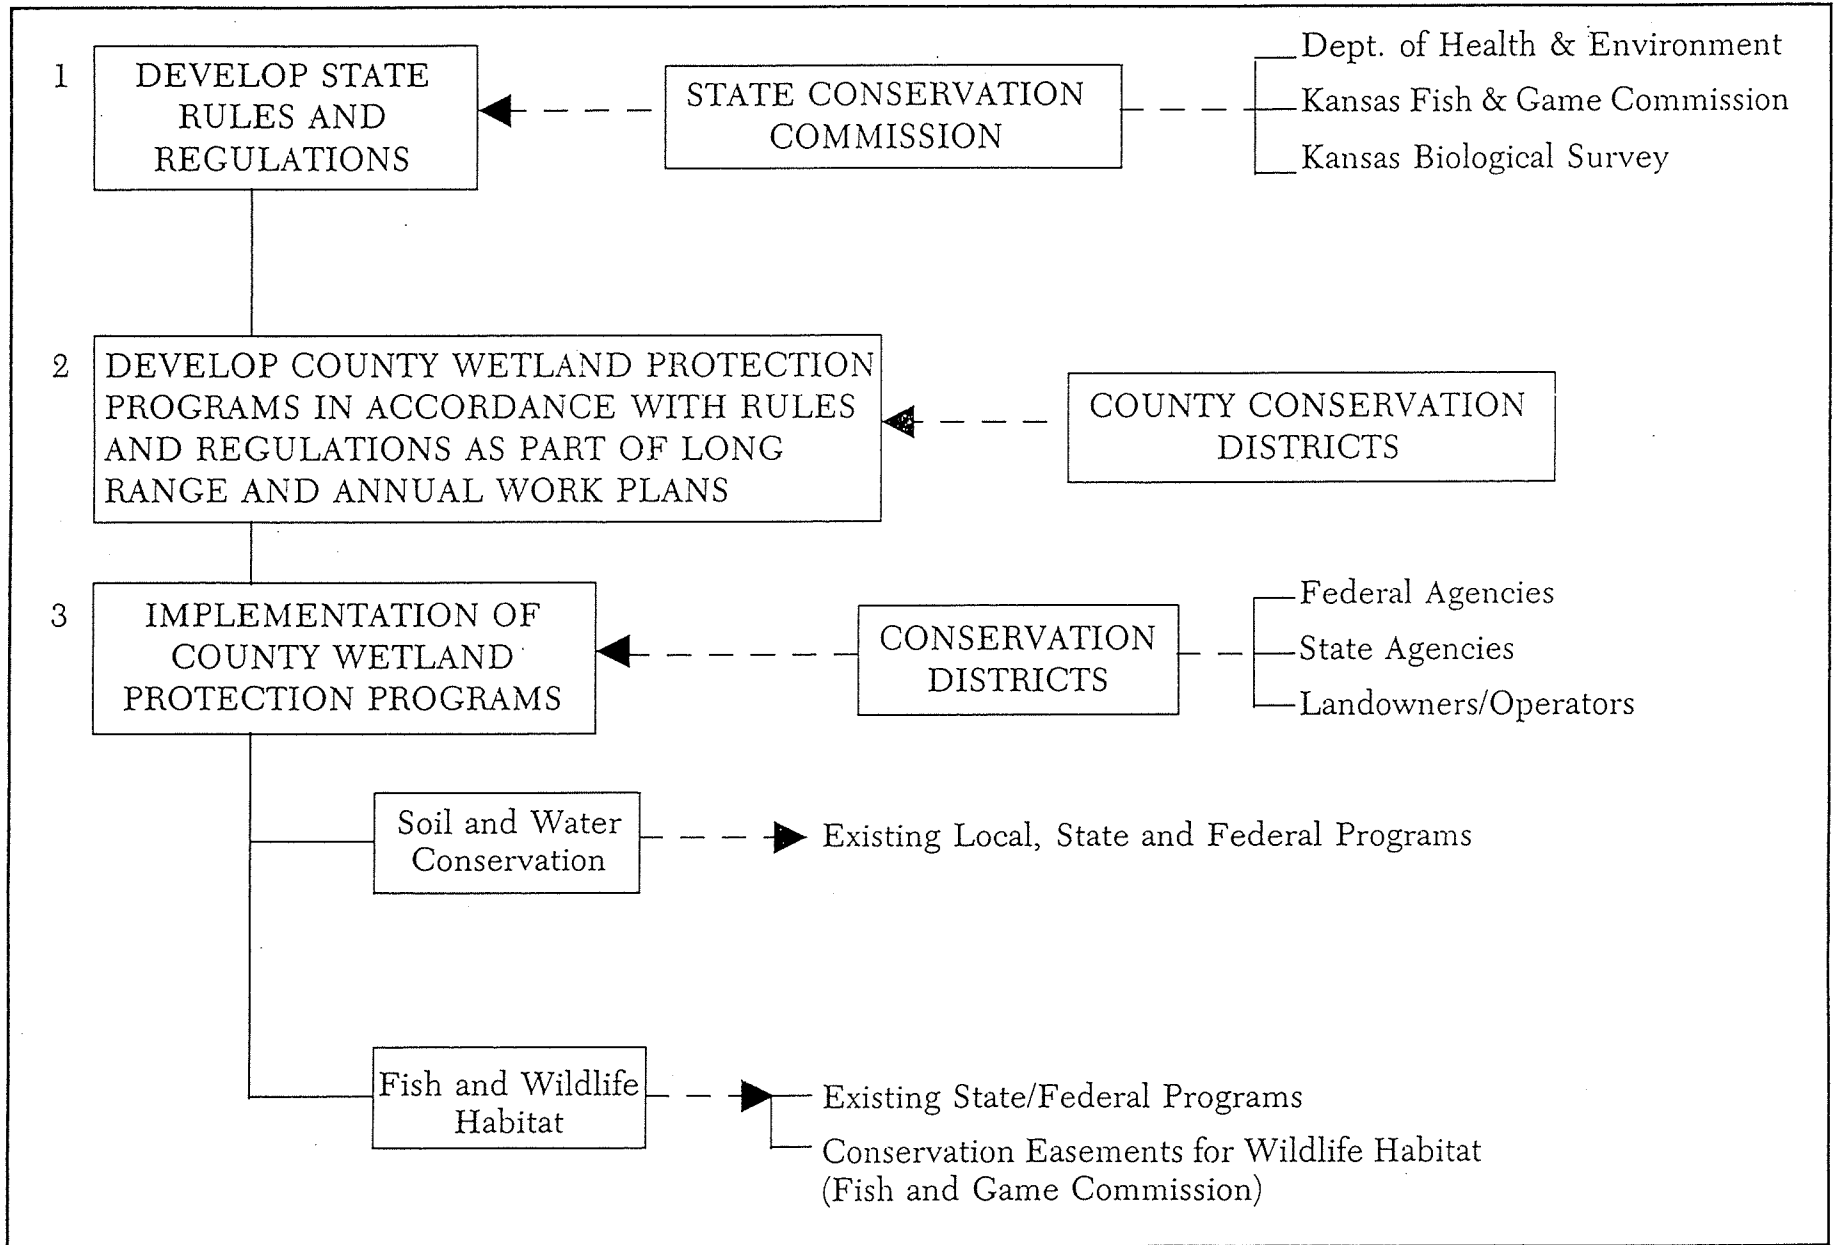 1
DEVELOP STATE
RULES AND
REGULATIONS
STATE CONSERVATION
COMMISSION
Dept. of Health & Environment
Kansas Fish & Game Commission
Kansas Biological Survey
2
DEVELOP COUNTY WETLAND PROTECTION
PROGRAMS IN ACCORDANCE WITH RULES
AND REGULATIONS AS PART OF LONG
RANGE AND ANNUAL WORK PLANS
COUNTY CONSERVATION
DISTRICTS
3
IMPLEMENTATION OF
COUNTY WETLAND
PROTECTION PROGRAMS
CONSERVATION
DISTRICTS
Federal Agencies
State Agencies
Landowners/Operators
Soil and Water
Conservation
Existing Local, State and Federal Programs
Fish and Wildlife
Habitat
Existing State/Federal Programs
Conservation Easements for Wildlife Habitat
(Fish and Game Commission)